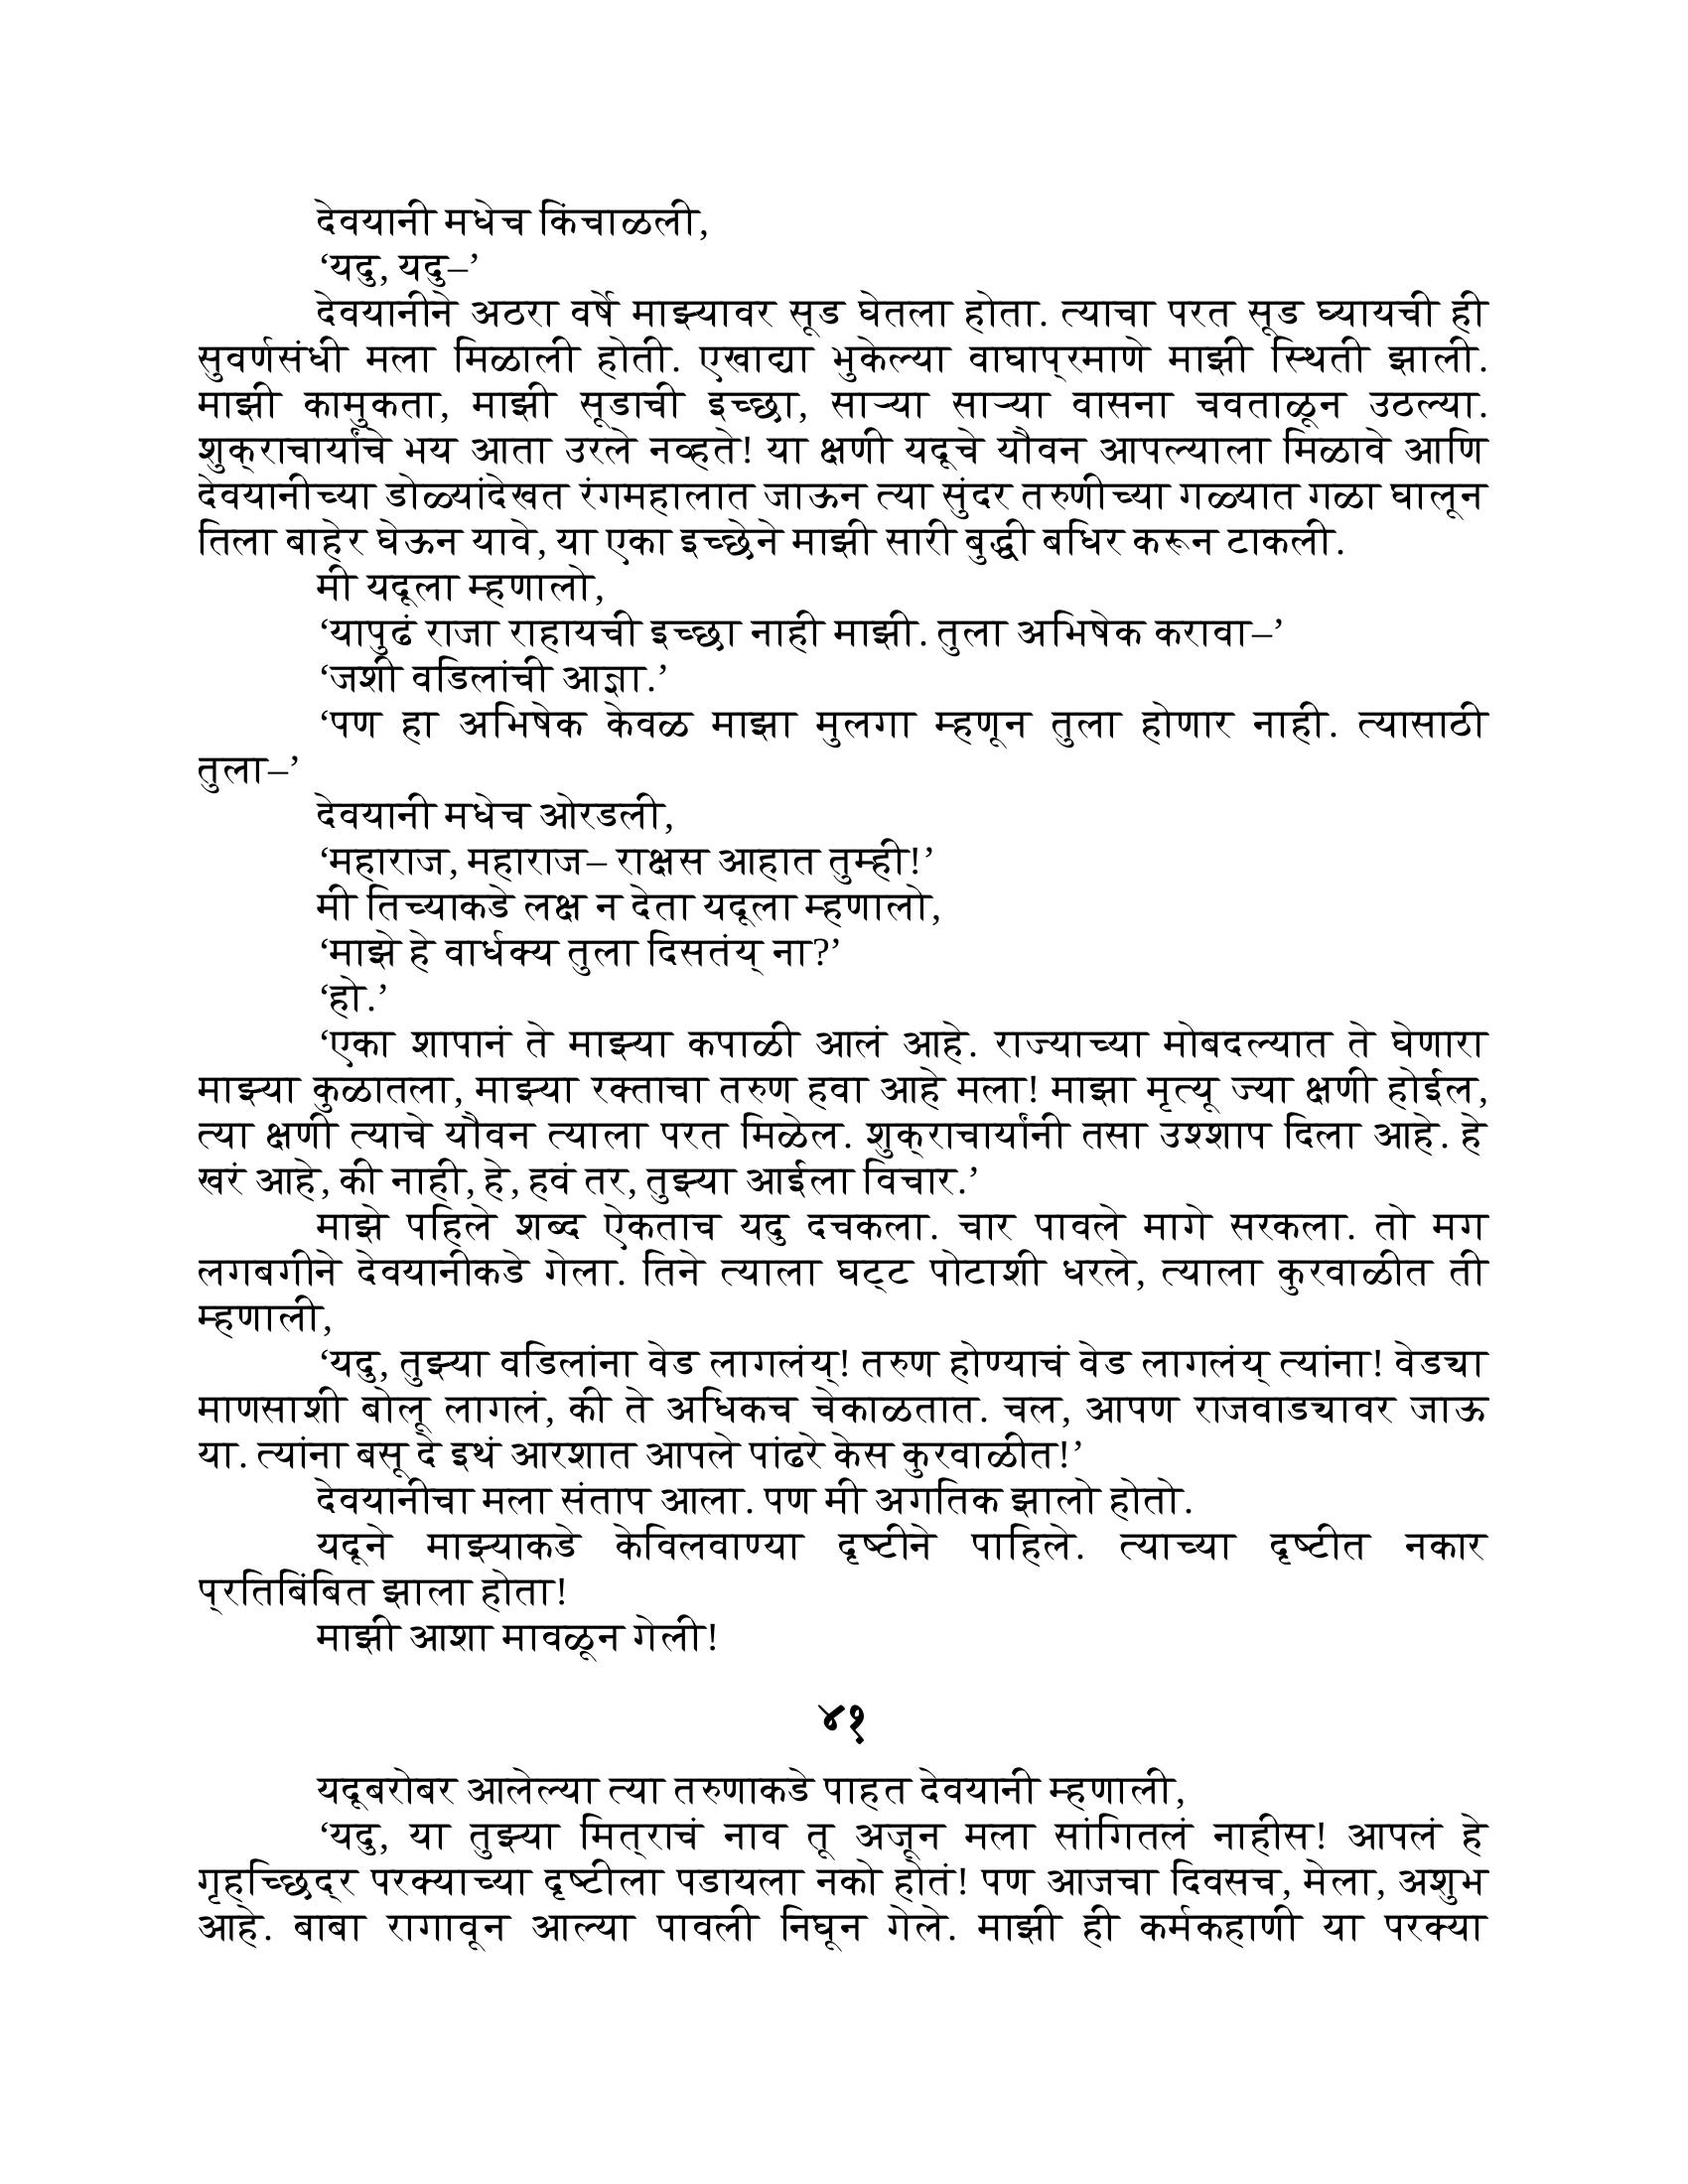 देवयानी मधेच किंचाळली,
‘यदु, यदु–’
देवयानीने अठरा वर्षे माझ्यावर सूड घेतला होता. त्याचा परत सूड घ्यायची ही
सुवर्णसंधी मला मिळाली होती. एखाद्या भुकेल्या वाघाप्रमाणे माझी स्थिती झाली.
माझी कामुकता, माझी सूडाची इच्छा, साऱ्या साऱ्या वासना चवताळून उठल्या.
शुक्राचार्यांचे भय आता उरले नव्हते! या क्षणी यदूचे यौवन आपल्याला मिळावे आणि
देवयानीच्या डोळ्यांदेखत रंगमहालात जाऊन त्या सुंदर तरुणीच्या गळ्यात गळा घालून
तिला बाहेर घेऊन यावे, या एका इच्छेने माझी सारी बुद्धी बधिर करून टाकली.
मी यदूला म्हणालो,
‘यापुढं राजा राहायची इच्छा नाही माझी. तुला अभिषेक करावा–’
‘जशी वडिलांची आज्ञा.’
‘पण हा अभिषेक केवळ माझा मुलगा म्हणून तुला होणार नाही. त्यासाठी
तुला–’
देवयानी मधेच ओरडली,
‘महाराज, महाराज– राक्षस आहात तुम्ही!’
मी तिच्याकडे लक्ष न देता यदूला म्हणालो,
‘माझे हे वार्धक्य तुला दिसतंय् ना?’
‘हो.’
‘एका शापानं ते माझ्या कपाळी आलं आहे. राज्याच्या मोबदल्यात ते घेणारा
माझ्या कुळातला, माझ्या रक्ताचा तरुण हवा आहे मला! माझा मृत्यू ज्या क्षणी होईल,
त्या क्षणी त्याचे यौवन त्याला परत मिळेल. शुक्राचार्यांनी तसा उश्शाप दिला आहे. हे
खरं आहे, की नाही, हे, हवं तर, तुझ्या आईला विचार.’
माझे पहिले शब्द ऐकताच यदु दचकला. चार पावले मागे सरकला. तो मग
लगबगीने देवयानीकडे गेला. तिने त्याला घट्ट पोटाशी धरले, त्याला कुरवाळीत ती
म्हणाली,
‘यदु, तुझ्या वडिलांना वेड लागलंय्! तरुण होण्याचं वेड लागलंय् त्यांना! वेड्या
माणसाशी बोलू लागलं, की ते अधिकच चेकाळतात. चल, आपण राजवाड्यावर जाऊ
या. त्यांना बसू दे इथं आरशात आपले पांढरे केस कुरवाळीत!’
देवयानीचा मला संताप आला. पण मी अगतिक झालो होतो.
यदूने माझ्याकडे केविलवाण्या दृष्टीने पाहिले. त्याच्या दृष्टीत नकार
प्रतिबिंबित झाला होता!
माझी आशा मावळून गेली!
४१
यदूबरोबर आलेल्या त्या तरुणाकडे पाहत देवयानी म्हणाली,
‘यदु, या तुझ्या मित्राचं नाव तू अजून मला सांगितलं नाहीस! आपलं हे
गृहच्छिद्र परक्याच्या दृष्टीला पडायला नको होतं! पण आजचा दिवसच, मेला, अशुभ
आहे. बाबा रागावून आल्या पावली निघून गेले. माझी ही कर्मकहाणी या परक्या